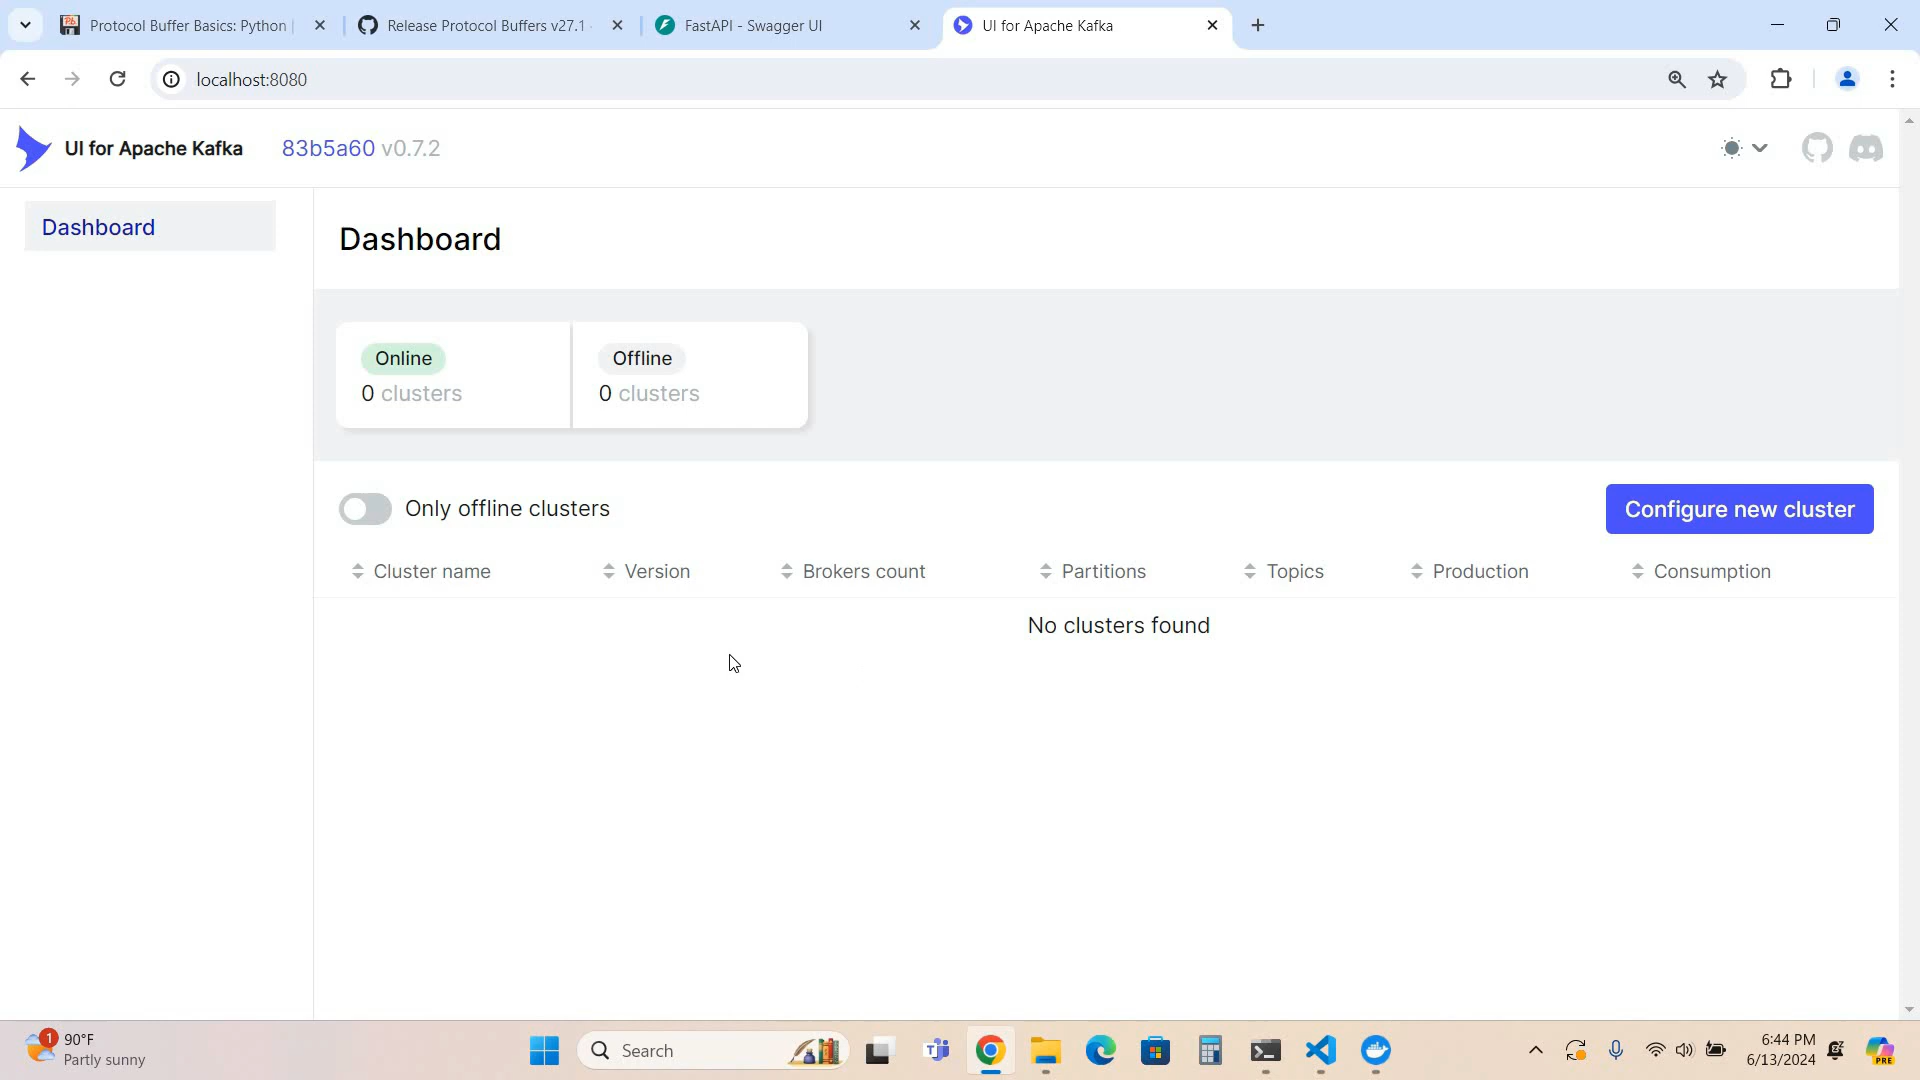 Protocol Buffer Basics: Python
Release Protocol Buffers v27.1
FastAPI - Swagger UI
UI for Apache Kafka
localhost:8080
UI for Apache Kafka
83b5a60 v0.7.2
Dashboard
Dashboard
Online
0 clusters
Offline
0 clusters
Only offline clusters
Configure new cluster
Cluster name
Version
Brokers count
Partitions
Topics
Production
Consumption
No clusters found
1
90°F
Partly sunny
Search
6:44 PM
6/13/2024
PRE